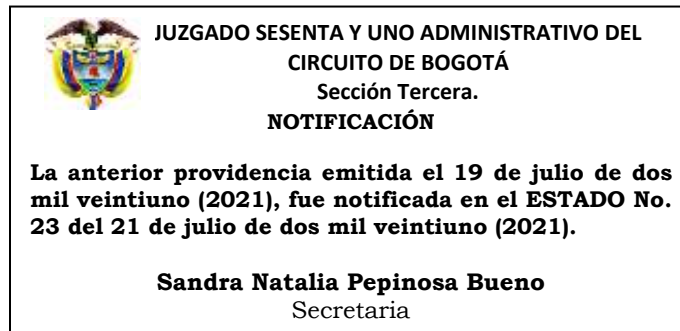 JUZGADO SESENTA Y UNO ADMINISTRATIVO DEL
CIRCUITO DE BOGOTÁ
Sección Tercera.
NOTIFICACIÓN
La anterior providencia emitida el 19 de julio de dos
mil veintiuno (2021), fue notificada en el ESTADO No.
23 del 21 de julio de dos mil veintiuno (2021).
Sandra Natalia Pepinosa Bueno
Secretaria